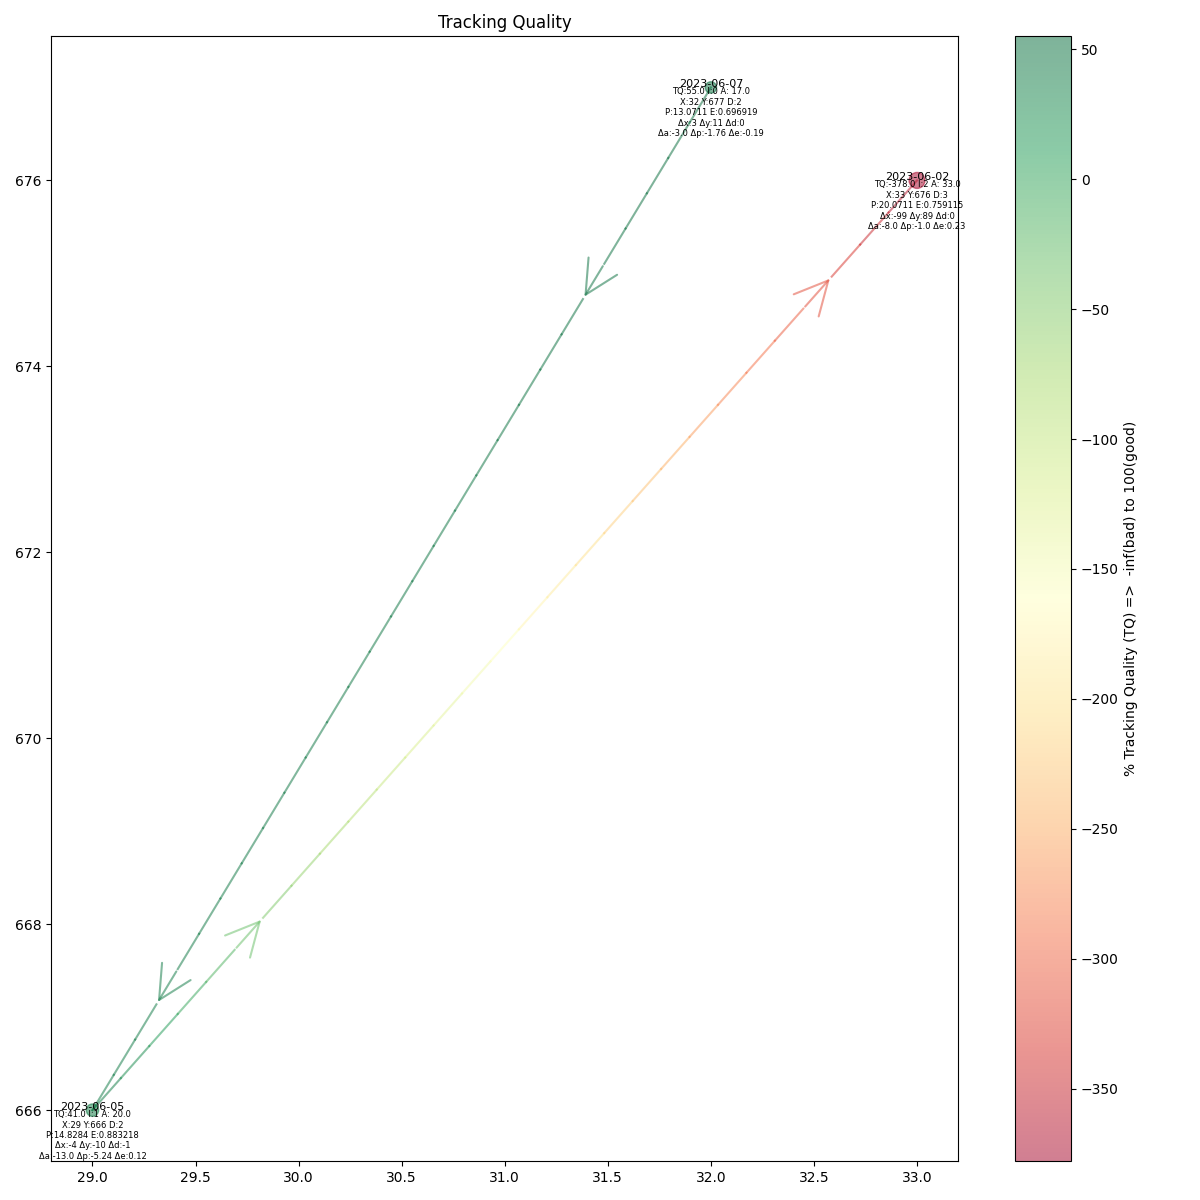 Tracking Quality
2023-06-07
TQ:55.0 A: 17.0
X:32 Y:677 D:2
P:13.0711 E:0.696919
Δx:3 Δy:11 Δd:0
Δa:-3.0 Δp:-1.76 Δe:-0.19
2023-06-02
TQ:-378.0 I:2 A: 33.0
X:33 Y:676 D:3
P:20.0711 E:0.759115
Δx:-99 Δy:89 Δd:0
Δa:-8.0 Δp:-1.0 Δe:0.23
2023-06-05
TQ:41.0 A: 20.0
X:29 Y:666 D:2
P:14.8284 E:0.883218
Δx:-4 Δy:-10 Δd:-1
Δa:-13.0 Δp:-5.24 Δe:0.12
676
674
672
670
668
666
29.0 29.5 30.0 30.5 31.0 31.5 32.0 32.5 33.0
50
0
−50
−100
−150
−200
−250
−300
−350
% Tracking Quality (TQ) => -inf(bad) to 100(good)